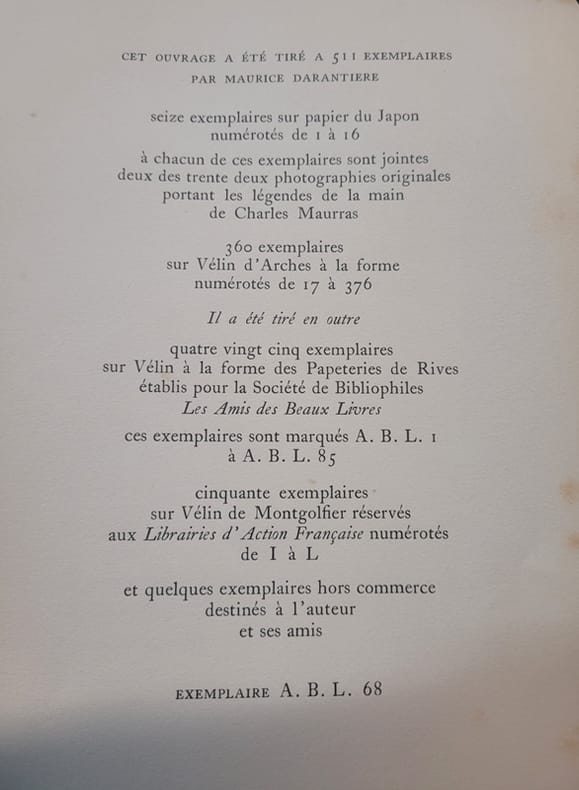 CET OUVRAGE A ÉTÉ TIRÉ A 511 EXEMPLAIRES
PAR MAURICE DARANTIERE
seize exemplaires sur papier du Japon
numérotés de 1 à 16
à chacun de ces exemplaires sont jointes
deux des trente deux photographies originales
portant les légendes de la main
de Charles Maurras
360 exemplaires
sur Vélin d'Arches à la forme
numérotés de 17 à 376
Il a été tiré en outre
quatre vingt cinq exemplaires
sur Vélin à la forme des Papeteries de Rives
établis pour la Société de Bibliophiles
Les Amis des Beaux Livres
ces exemplaires sont marqués A. B. L. 1
à A. B. L. 85
cinquante exemplaires
sur Vélin de Montgolfier réservés
aux Librairies d'Action Française numérotés
de I à L
et quelques exemplaires hors commerce
destinés à l'auteur
et ses amis
EXEMPLAIRE A. B. L. 68